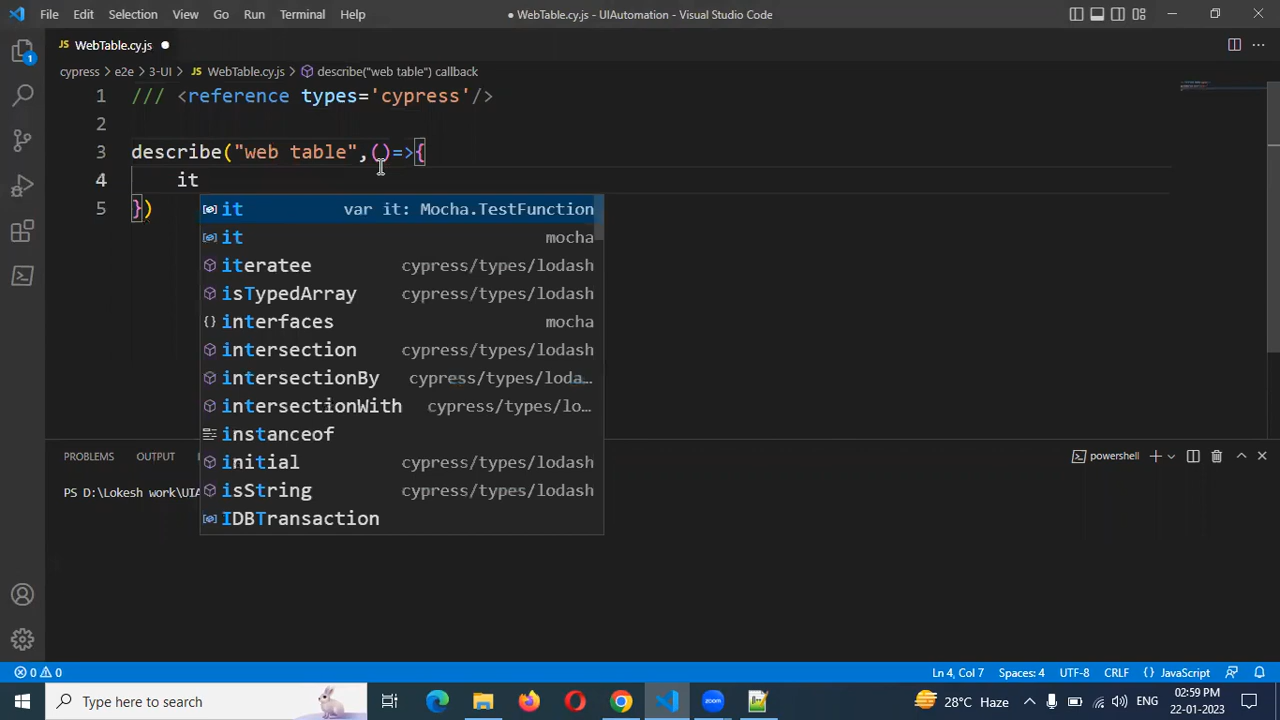 File Edit Selection View Go Run Terminal Help
● WebTable.cy.js - UIAutomation - Visual Studio Code
JS WebTable.cy.js ●
cypress > e2e > 3-UI > JS WebTable.cy.js > describe("web table") callback
1 /// <reference types='cypress'/>
2
3 describe("web table",()=>{
4 it
5 })
it var it: Mocha.TestFunction
it mocha
iteratee cypress/types/lodash
isTypedArray cypress/types/lodash
interfaces mocha
intersection cypress/types/lodash
intersectionBy cypress/types/loda…
intersectionWith cypress/types/lo…
instanceof
initial cypress/types/lodash
isString cypress/types/lodash
IDBTransaction
PROBLEMS OUTPUT
powershell
PS D:\Lokesh work\UIA
1
0 0 Ln 4, Col 7 Spaces: 4 UTF-8 CRLF {} JavaScript
Type here to search
zoom
28°C Haze ENG
02:59 PM
22-01-2023